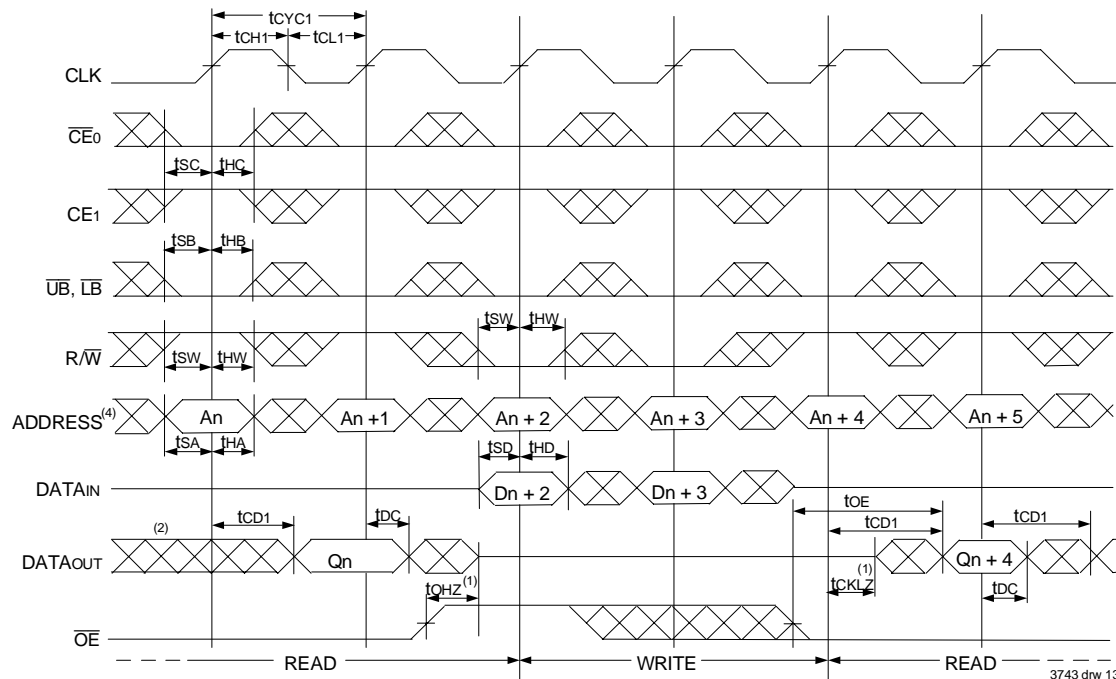 tCYC1
tCH1 tCL1
CLK
CE0
tSC tHC
CE1
tSB tHB
UB, LB
tSW tHW
R/W
tSW tHW
ADDRESS(4) An An + 1 An + 2 An + 3 An + 4 An + 5
tSA tHA
tSD tHD
DATAIN Dn + 2 Dn + 3
tOE
tCD1 tDC tCD1 tCD1
(2)
DATAOUT Qn Qn + 4
tOHZ (1) tCKLZ (1) tDC
OE
READ WRITE READ
3743 drw 13